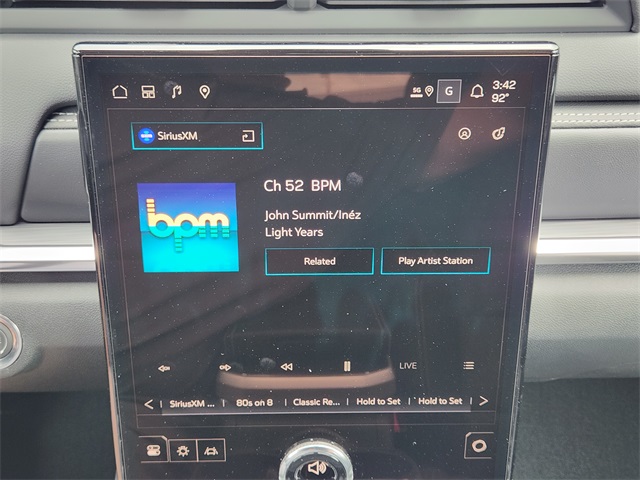 5G G 3:42
92°
SiriusXM
Ch 52 BPM
bpm
John Summit/Inéz
Light Years
Related Play Artist Station
LIVE
SiriusXM ... 80s on 8 Classic Re... Hold to Set Hold to Set